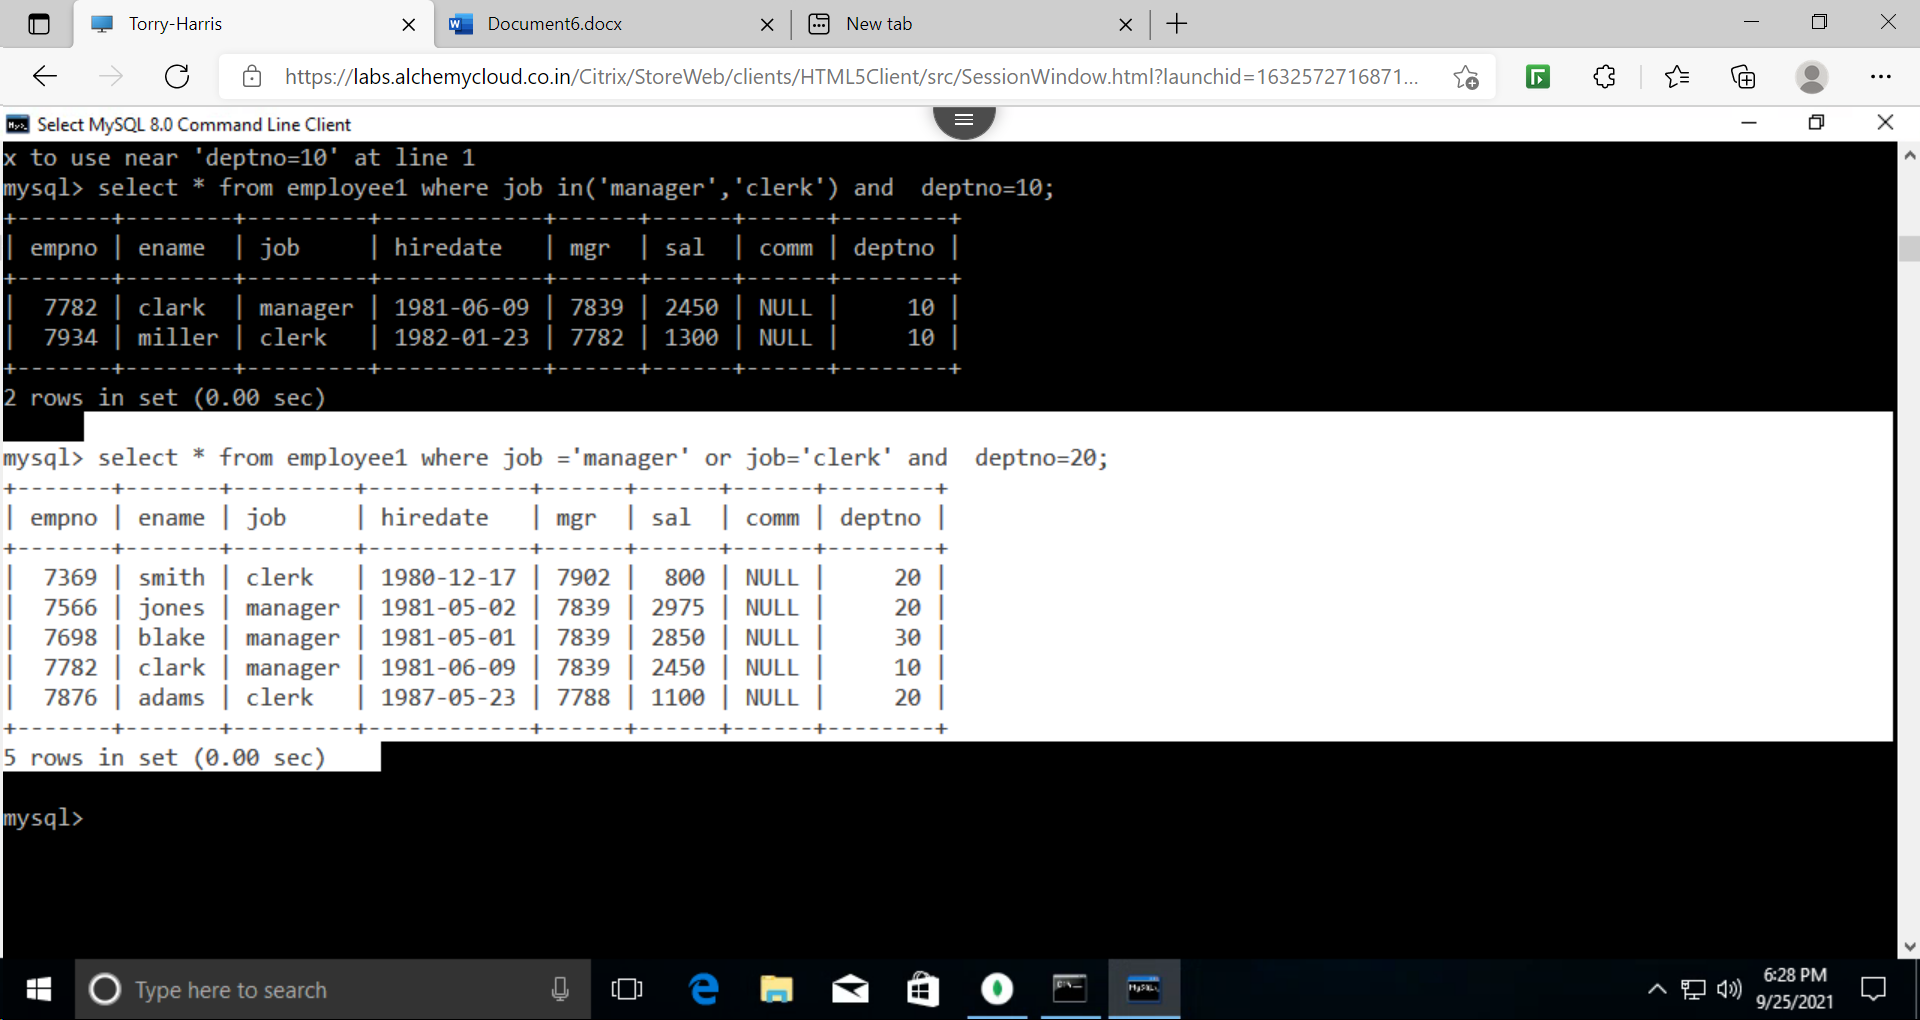 Torry-Harris
Document6.docx
New tab
https://labs.alchemycloud.co.in/Citrix/StoreWeb/clients/HTML5Client/src/SessionWindow.html?launchid=1632572716871...
Select MySQL 8.0 Command Line Client
x to use near 'deptno=10' at line 1
mysql> select * from employee1 where job in('manager','clerk') and  deptno=10;
+-------+--------+---------+------------+------+------+------+--------+
| empno | ename  | job     | hiredate   | mgr  | sal  | comm | deptno |
+-------+--------+---------+------------+------+------+------+--------+
|  7782 | clark  | manager | 1981-06-09 | 7839 | 2450 | NULL |     10 |
|  7934 | miller | clerk   | 1982-01-23 | 7782 | 1300 | NULL |     10 |
+-------+--------+---------+------------+------+------+------+--------+
2 rows in set (0.00 sec)
mysql> select * from employee1 where job ='manager' or job='clerk' and  deptno=20;
+-------+-------+---------+------------+------+------+------+--------+
| empno | ename | job     | hiredate   | mgr  | sal  | comm | deptno |
+-------+-------+---------+------------+------+------+------+--------+
|  7369 | smith | clerk   | 1980-12-17 | 7902 |  800 | NULL |     20 |
|  7566 | jones | manager | 1981-05-02 | 7839 | 2975 | NULL |     20 |
|  7698 | blake | manager | 1981-05-01 | 7839 | 2850 | NULL |     30 |
|  7782 | clark | manager | 1981-06-09 | 7839 | 2450 | NULL |     10 |
|  7876 | adams | clerk   | 1987-05-23 | 7788 | 1100 | NULL |     20 |
+-------+-------+---------+------------+------+------+------+--------+
5 rows in set (0.00 sec)
mysql>
Type here to search
6:28 PM
9/25/2021